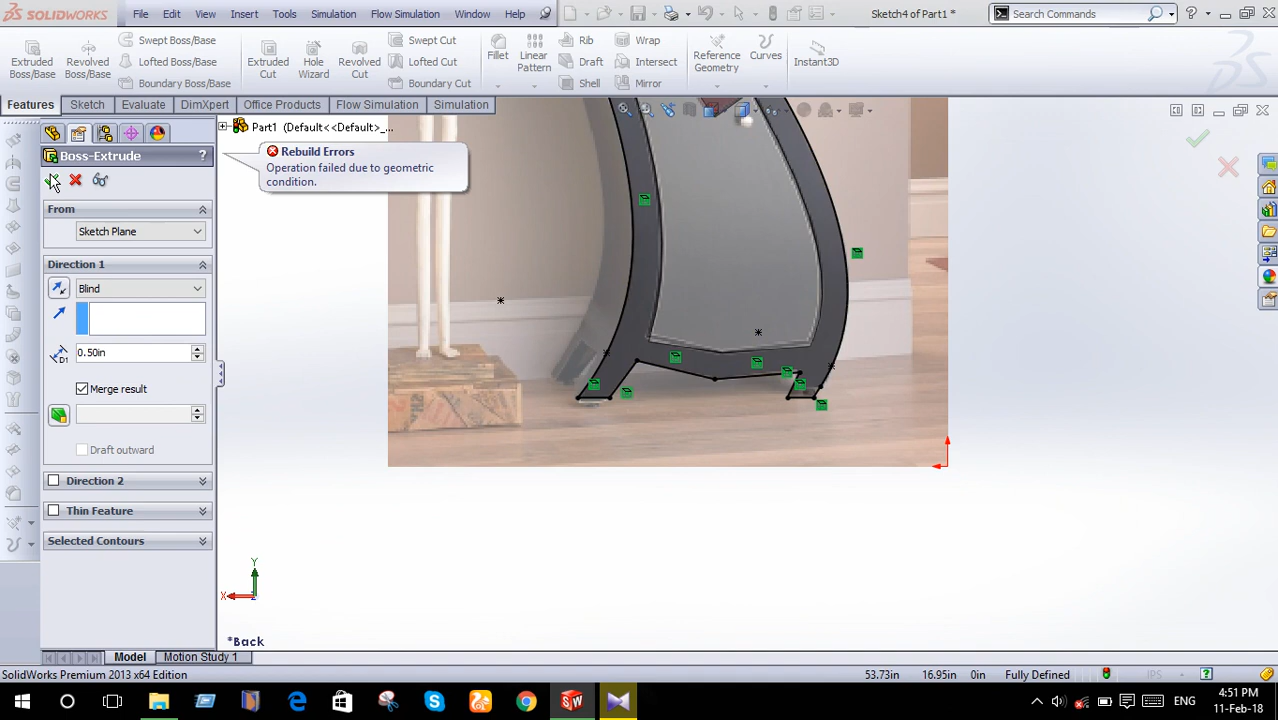 SOLIDWORKS
File
Edit
View
Insert
Tools
Simulation
Flow Simulation
Window
Help
Sketch4 of Part1 *
Search Commands
Extruded Boss/Base
Revolved Boss/Base
Swept Boss/Base
Lofted Boss/Base
Boundary Boss/Base
Extruded Cut
Hole Wizard
Revolved Cut
Swept Cut
Lofted Cut
Boundary Cut
Fillet
Linear Pattern
Rib
Draft
Shell
Wrap
Intersect
Mirror
Reference Geometry
Curves
Instant3D
Features
Sketch
Evaluate
DimXpert
Office Products
Flow Simulation
Simulation
Part1 (Default<<Default>_...
Boss-Extrude
?
Rebuild Errors
Operation failed due to geometric
condition.
From
Sketch Plane
Direction 1
Blind
D1
0.50in
Merge result
Draft outward
Direction 2
Thin Feature
Selected Contours
Y
X
*Back
Model
Motion Study 1
SolidWorks Premium 2013 x64 Edition
53.73in
16.95in
0in
Fully Defined
IPS
?
SW
ENG
4:51 PM
11-Feb-18